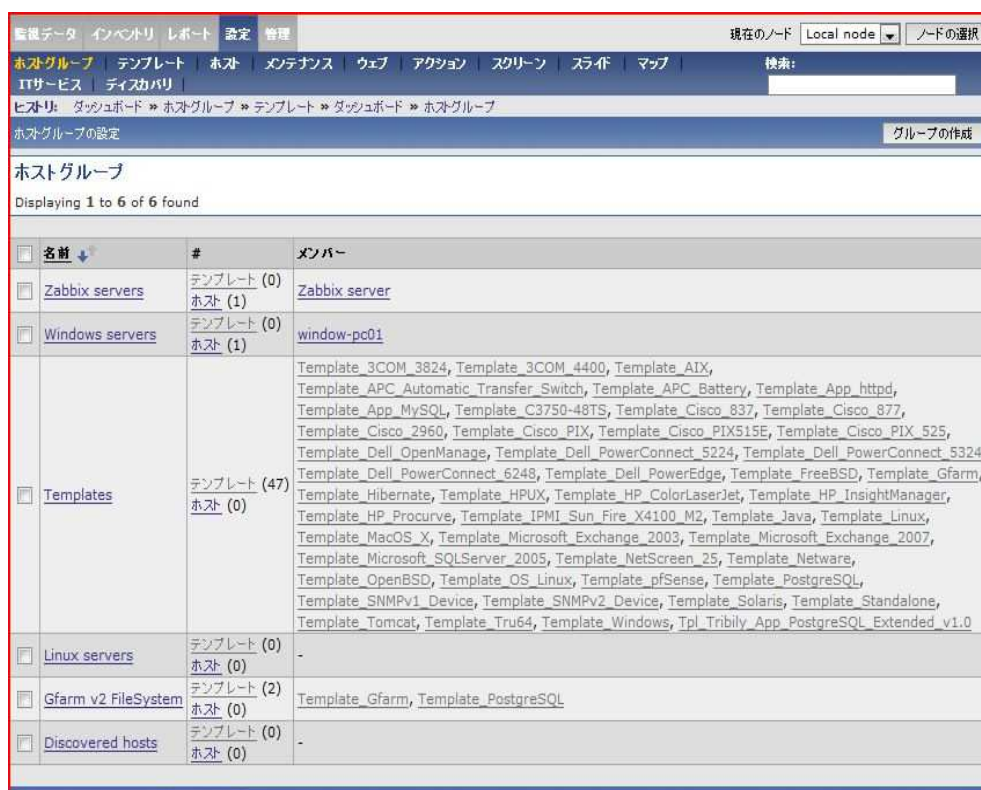 監視データ インベントリ レポート 設定 管理 現在のノード Local node ノードの選択
ホストグループ | テンプレート | ホスト | メンテナンス | ウェブ | アクション | スクリーン | スライド | マップ | 検索:
ITサービス | ディスカバリ |
ヒストリ: ダッシュボード » ホストグループ » テンプレート » ダッシュボード » ホストグループ
ホストグループの設定 グループの作成
ホストグループ
Displaying 1 to 6 of 6 found
名前 # メンバー
Zabbix servers テンプレート (0) ホスト (1) Zabbix server
Windows servers テンプレート (0) ホスト (1) window-pc01
Templates テンプレート (47) ホスト (0)
Template_3COM_3824, Template_3COM_4400, Template_AIX,
Template_APC_Automatic_Transfer_Switch, Template_APC_Battery, Template_App_httpd,
Template_App_MySQL, Template_C3750-48TS, Template_Cisco_837, Template_Cisco_877,
Template_Cisco_2960, Template_Cisco_PIX, Template_Cisco_PIX515E, Template_Cisco_PIX_525,
Template_Dell_OpenManage, Template_Dell_PowerConnect_5224, Template_Dell_PowerConnect_5324
Template_Dell_PowerConnect_6248, Template_Dell_PowerEdge, Template_FreeBSD, Template_Gfarm,
Template_Hibernate, Template_HPUX, Template_HP_ColorLaserJet, Template_HP_InsightManager,
Template_HP_Procurve, Template_IPMI_Sun_Fire_X4100_M2, Template_Java, Template_Linux,
Template_MacOS_X, Template_Microsoft_Exchange_2003, Template_Microsoft_Exchange_2007,
Template_Microsoft_SQLServer_2005, Template_NetScreen_25, Template_Netware,
Template_OpenBSD, Template_OS_Linux, Template_pfSense, Template_PostgreSQL,
Template_SNMPv1_Device, Template_SNMPv2_Device, Template_Solaris, Template_Standalone,
Template_Tomcat, Template_Tru64, Template_Windows, Tpl_Tribily_App_PostgreSQL_Extended_v1.0
Linux servers テンプレート (0) ホスト (0) -
Gfarm v2 FileSystem テンプレート (2) ホスト (0) Template_Gfarm, Template_PostgreSQL
Discovered hosts テンプレート (0) ホスト (0) -